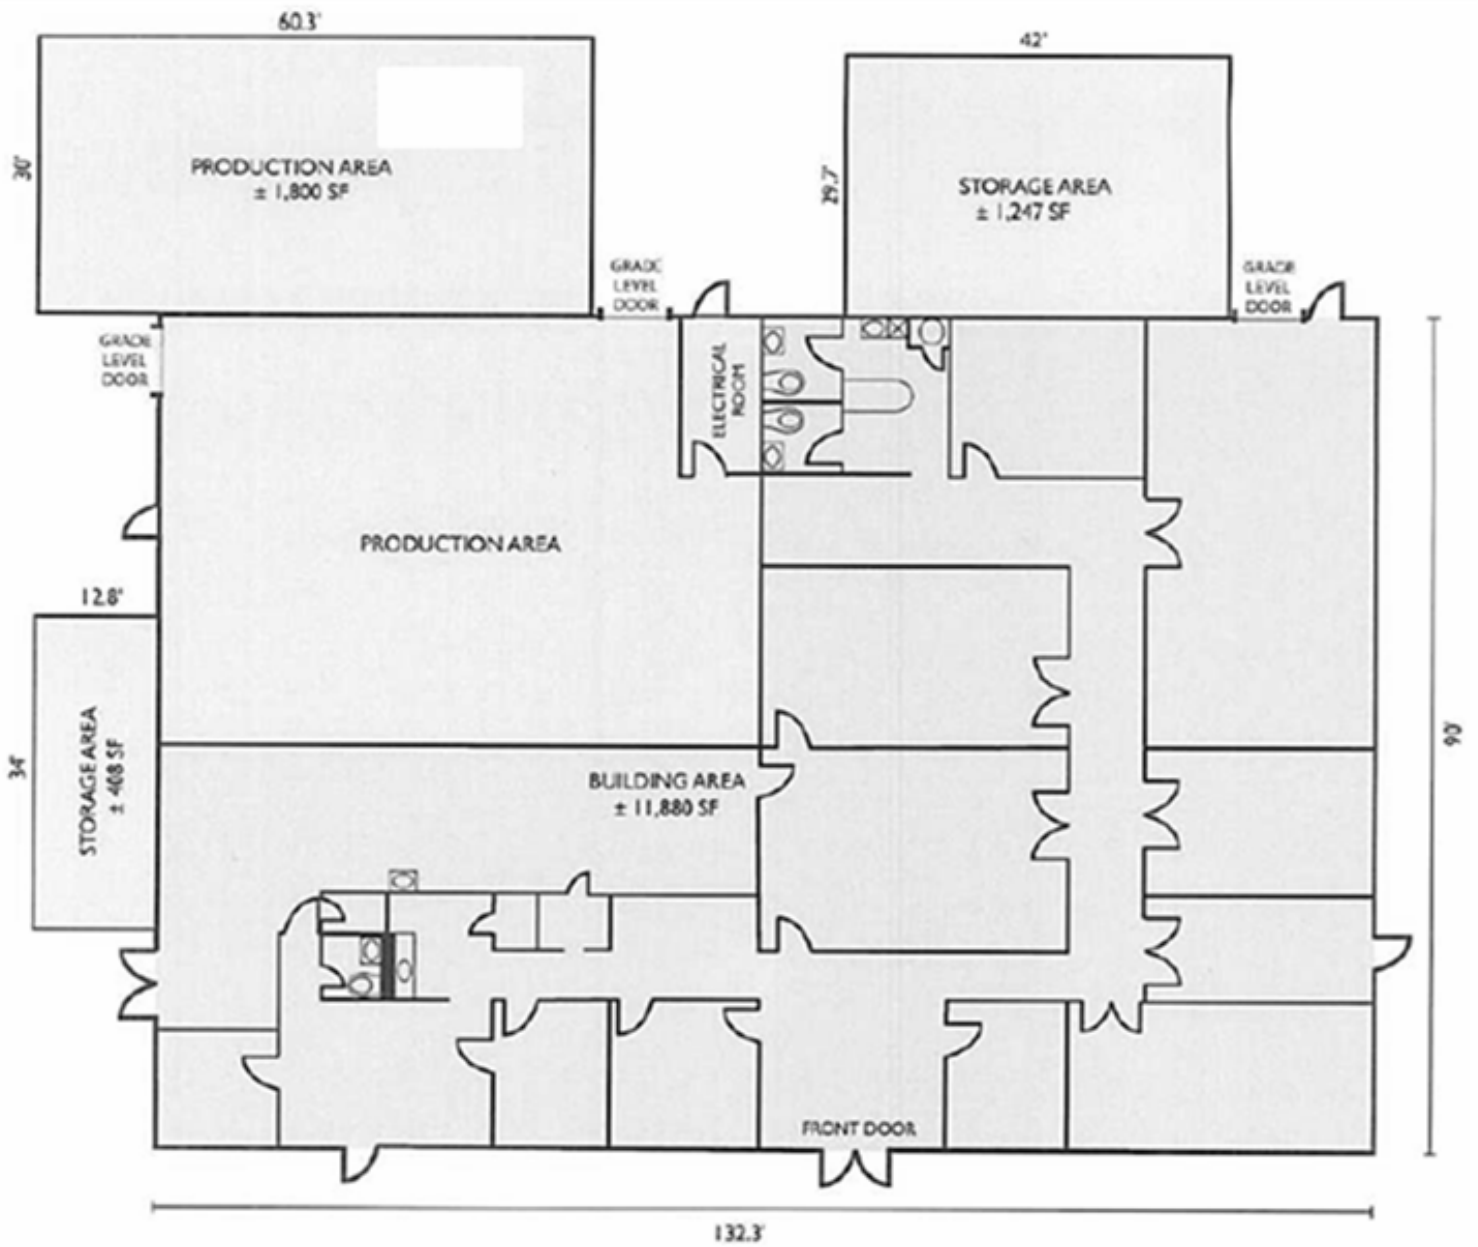 60.3'
42'
30'
PRODUCTION AREA
± 1,800 SF
29.7'
STORAGE AREA
± 1,247 SF
GRADE
LEVEL
DOOR
GRADE
LEVEL
DOOR
GRADE
LEVEL
DOOR
ELECTRICAL
ROOM
PRODUCTION AREA
12.8'
34'
STORAGE AREA
± 408 SF
BUILDING AREA
± 11,880 SF
90'
FRONT DOOR
132.3'